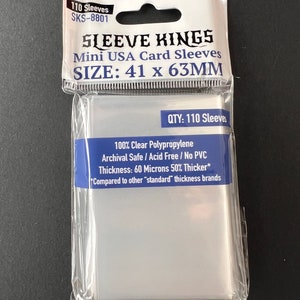 110 Sleeves
SKS-8801
SLEEVE KINGS
Mini USA Card Sleeves
SIZE: 41 x 63MM
QTY: 110 Sleeves
100% Clear Polypropylene
Archival Safe / Acid Free / No PVC
Thickness: 60 Microns 50% Thicker*
*Compared to other "standard" thickness brands